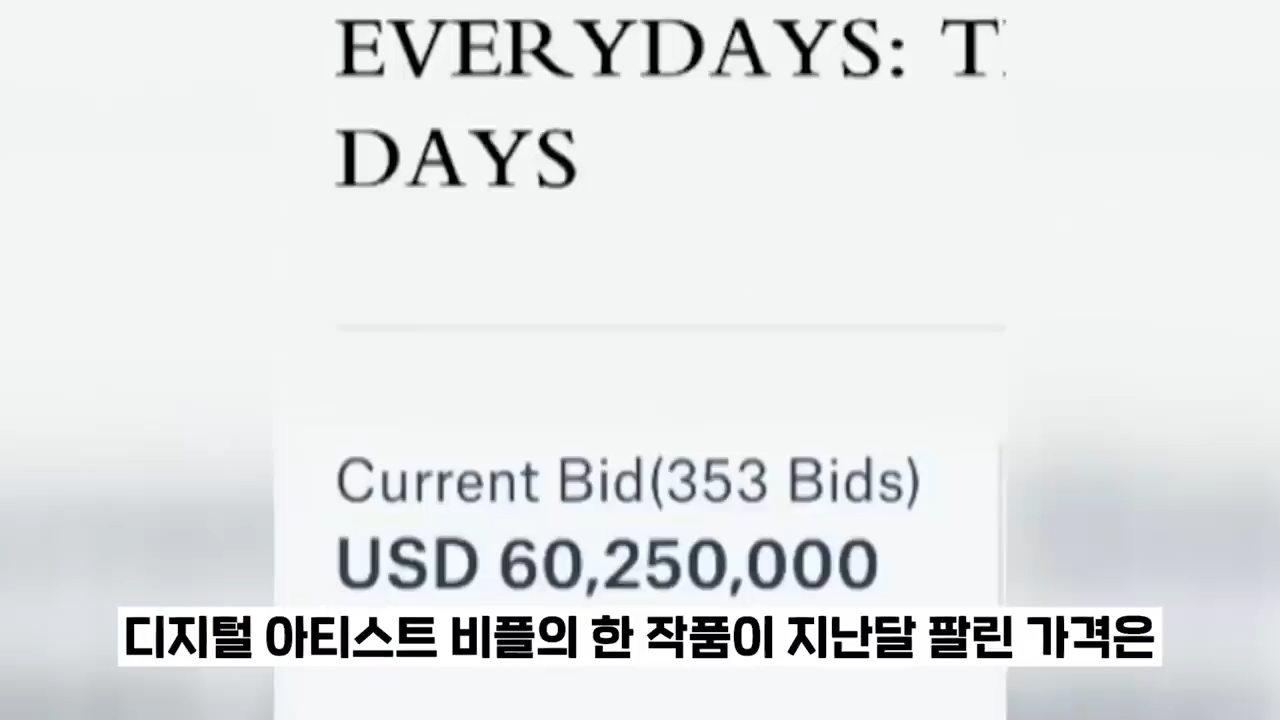 EVERYDAYS:
DAYS
Current Bid(353 Bids)
USD 60,250,000
디지털 아티스트 비플의 한 작품이 지난달 팔린 가격은